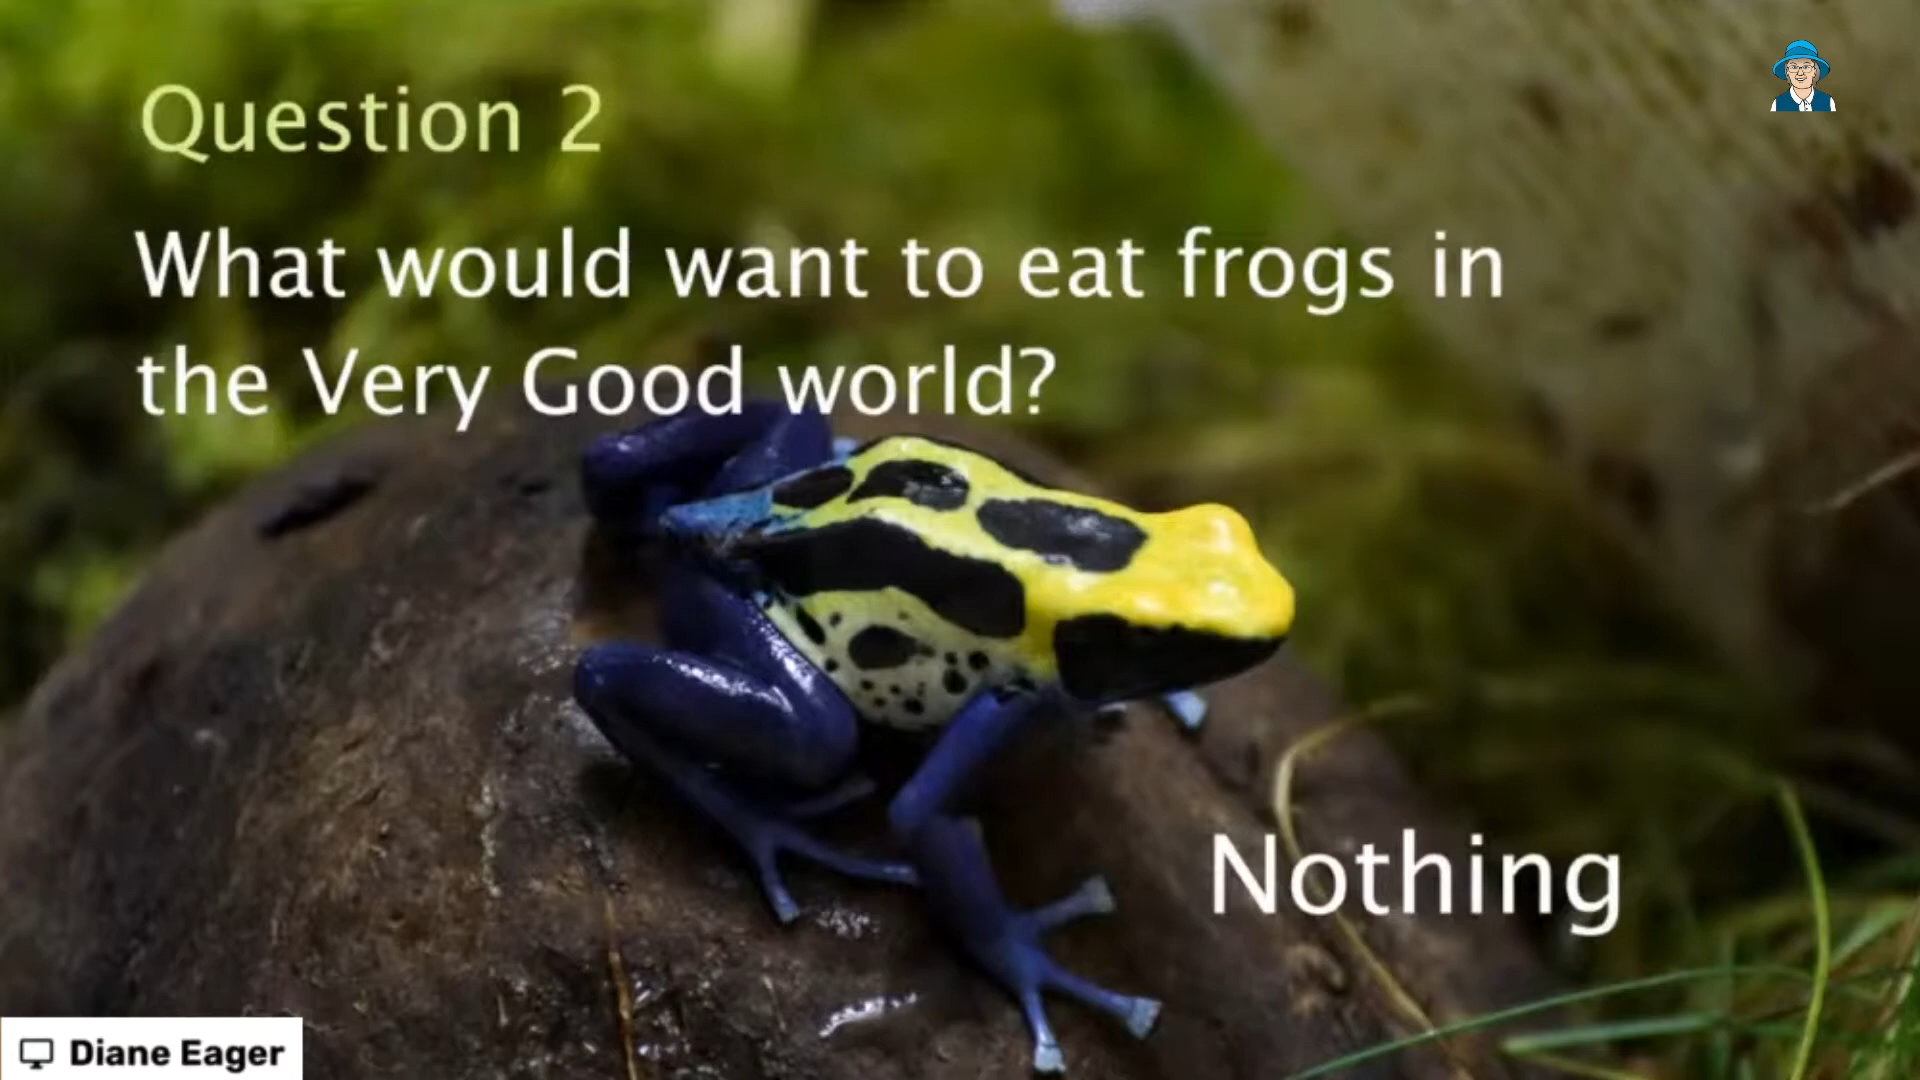 Question 2
What would want to eat frogs in
the Very Good world?
Nothing
Diane Eager